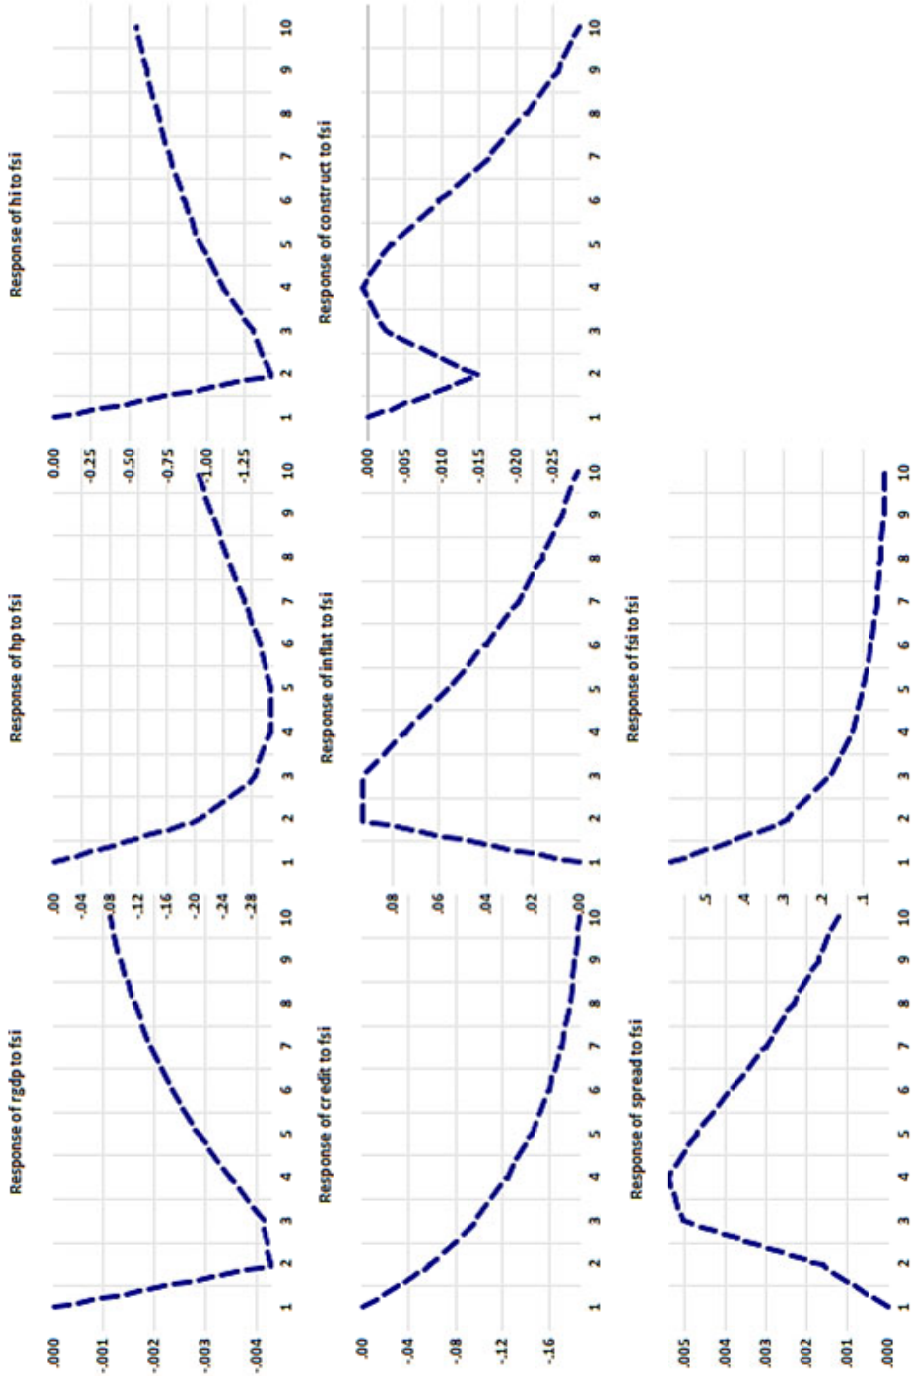 Response of rgdp to fsi
.000
-.001
-.002
-.003
-.004
1 2 3 4 5 6 7 8 9 10
Response of hp to fsi
.00
-.04
-.08
-.12
-.16
-.20
-.24
-.28
1 2 3 4 5 6 7 8 9 10
Response of hi to fsi
0.00
-0.25
-0.50
-0.75
-1.00
-1.25
1 2 3 4 5 6 7 8 9 10
Response of credit to fsi
.00
-.04
-.08
-.12
-.16
1 2 3 4 5 6 7 8 9 10
Response of inflat to fsi
.08
.06
.04
.02
.00
1 2 3 4 5 6 7 8 9 10
Response of construct to fsi
.000
-.005
-.010
-.015
-.020
-.025
1 2 3 4 5 6 7 8 9 10
Response of spread to fsi
.005
.004
.003
.002
.001
.000
1 2 3 4 5 6 7 8 9 10
Response of fsi to fsi
.5
.4
.3
.2
.1
1 2 3 4 5 6 7 8 9 10